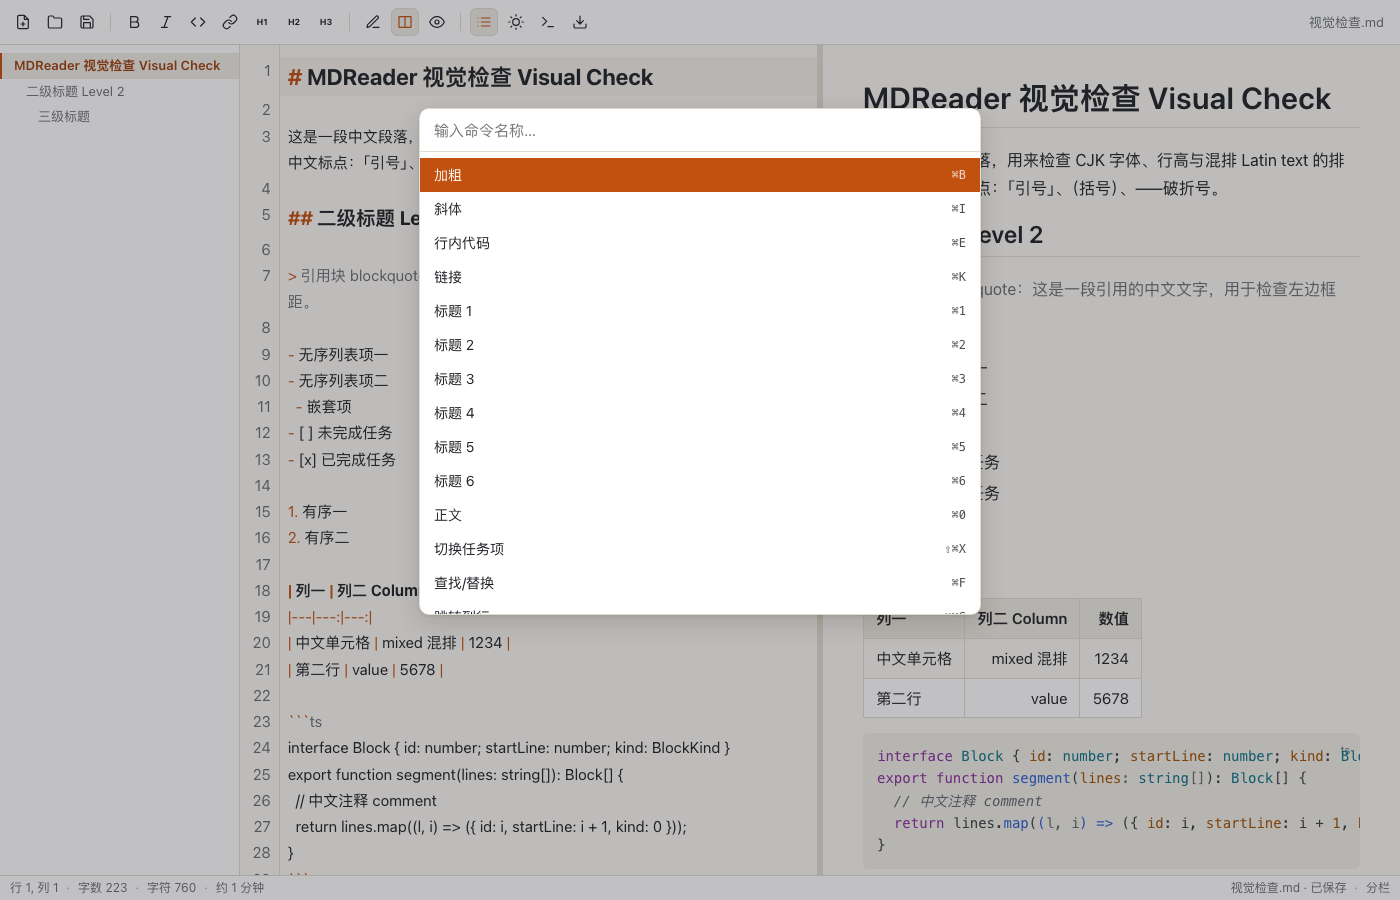 H1 H2 H3
视觉检查.md
MDReader 视觉检查 Visual Check
二级标题 Level 2
三级标题
1 # MDReader 视觉检查 Visual Check
2
3 这是一段中文段落，
中文标点：「引号」、
4
5 ## 二级标题 Le
6
7 > 引用块 blockquot
距。
8
9 - 无序列表项一
10 - 无序列表项二
11 - 嵌套项
12 - [ ] 未完成任务
13 - [x] 已完成任务
14
15 1. 有序一
16 2. 有序二
17
18 | 列一 | 列二 Colum
19 |---|---:|---:|
20 | 中文单元格 | mixed 混排 | 1234 |
21 | 第二行 | value | 5678 |
22
23 ```ts
24 interface Block { id: number; startLine: number; kind: BlockKind }
25 export function segment(lines: string[]): Block[] {
26 // 中文注释 comment
27 return lines.map((l, i) => ({ id: i, startLine: i + 1, kind: 0 }));
28 }
输入命令名称...
加粗 ⌘B
斜体 ⌘I
行内代码 ⌘E
链接 ⌘K
标题 1 ⌘1
标题 2 ⌘2
标题 3 ⌘3
标题 4 ⌘4
标题 5 ⌘5
标题 6 ⌘6
正文 ⌘0
切换任务项 ⇧⌘X
查找/替换 ⌘F
MDReader 视觉检查 Visual Check
落，用来检查 CJK 字体、行高与混排 Latin text 的排
点：「引号」、（括号）、——破折号。
evel 2
quote：这是一段引用的中文文字，用于检查左边框
任务
任务
列一 列二 Column 数值
中文单元格 mixed 混排 1234
第二行 value 5678
ts
interface Block { id: number; startLine: number; kind: Blo
export function segment(lines: string[]): Block[] {
// 中文注释 comment
return lines.map((l, i) => ({ id: i, startLine: i + 1,
}
行 1, 列 1 · 字数 223 · 字符 760 · 约 1 分钟
视觉检查.md · 已保存 · 分栏